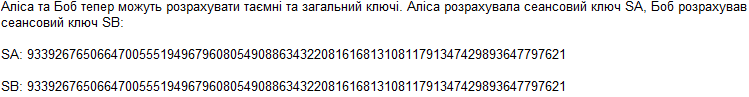 Аліса та Боб тепер можуть розрахувати таємні та загальний ключі. Аліса розрахувала сеансовий ключ SA, Боб розрахував
сеансовий ключ SB:
SA: 93392676506647005551949679608054908863432208161681310811791347429893647797621
SB: 93392676506647005551949679608054908863432208161681310811791347429893647797621